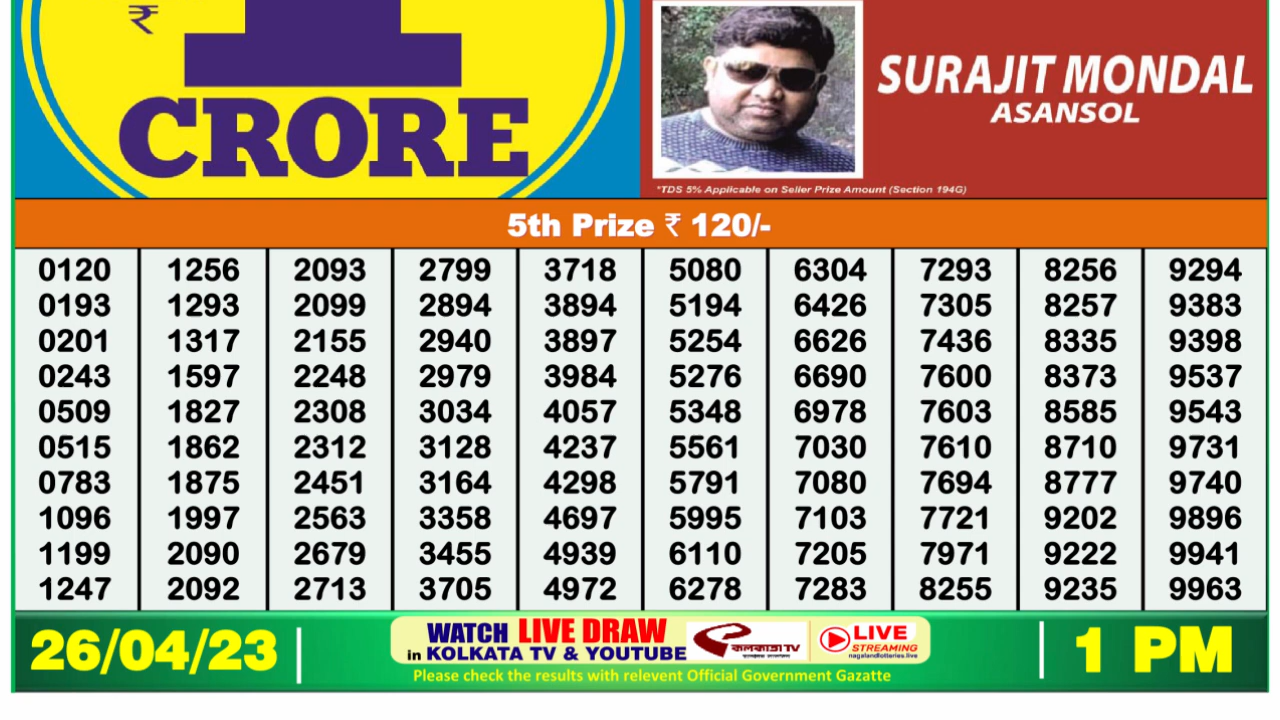 ₹
1
CRORE
SURAJIT MONDAL
ASANSOL
*TDS 5% Applicable on Seller Prize Amount (Section 194G)
5th Prize ₹ 120/-
0120 1256 2093 2799 3718 5080 6304 7293 8256 9294
0193 1293 2099 2894 3894 5194 6426 7305 8257 9383
0201 1317 2155 2940 3897 5254 6626 7436 8335 9398
0243 1597 2248 2979 3984 5276 6690 7600 8373 9537
0509 1827 2308 3034 4057 5348 6978 7603 8585 9543
0515 1862 2312 3128 4237 5561 7030 7610 8710 9731
0783 1875 2451 3164 4298 5791 7080 7694 8777 9740
1096 1997 2563 3358 4697 5995 7103 7721 9202 9896
1199 2090 2679 3455 4939 6110 7205 7971 9222 9941
1247 2092 2713 3705 4972 6278 7283 8255 9235 9963
26/04/23
WATCH LIVE DRAW
in KOLKATA TV & YOUTUBE
কলকাতা TV
LIVE
STREAMING
nagalandlotteries.live
1 PM
Please check the results with relevent Official Government Gazatte